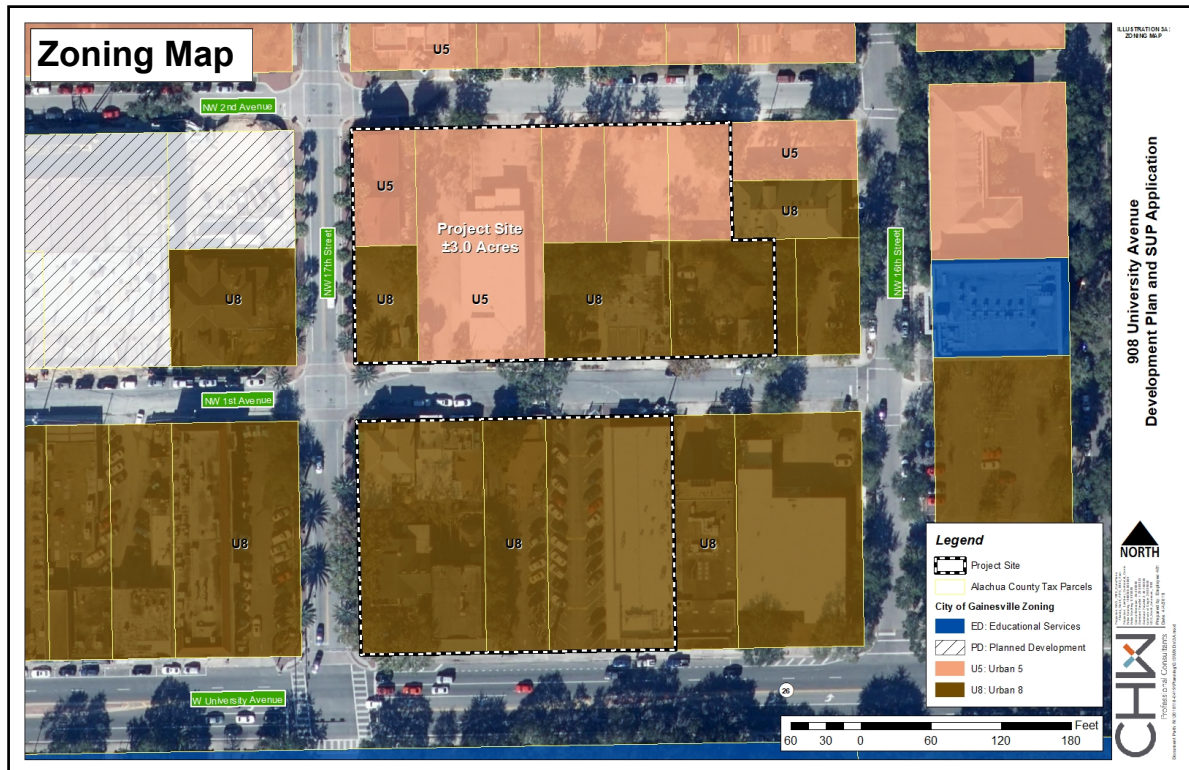 Zoning Map
ILLUSTRATION 3A:
ZONING MAP
U5
NW 2nd Avenue
U5
U5
U8
Project Site
±3.0 Acres
NW 17th Street
NW 16th Street
U8
U8
U5
U8
NW 1st Avenue
U8
U8
U8
W University Avenue
26
908 University Avenue
Development Plan and SUP Application
Legend
Project Site
Alachua County Tax Parcels
City of Gainesville Zoning
ED: Educational Services
PD: Planned Development
U5: Urban 5
U8: Urban 8
Feet
60 30 0 60 120 180
NORTH
CHW
Professional Consultants